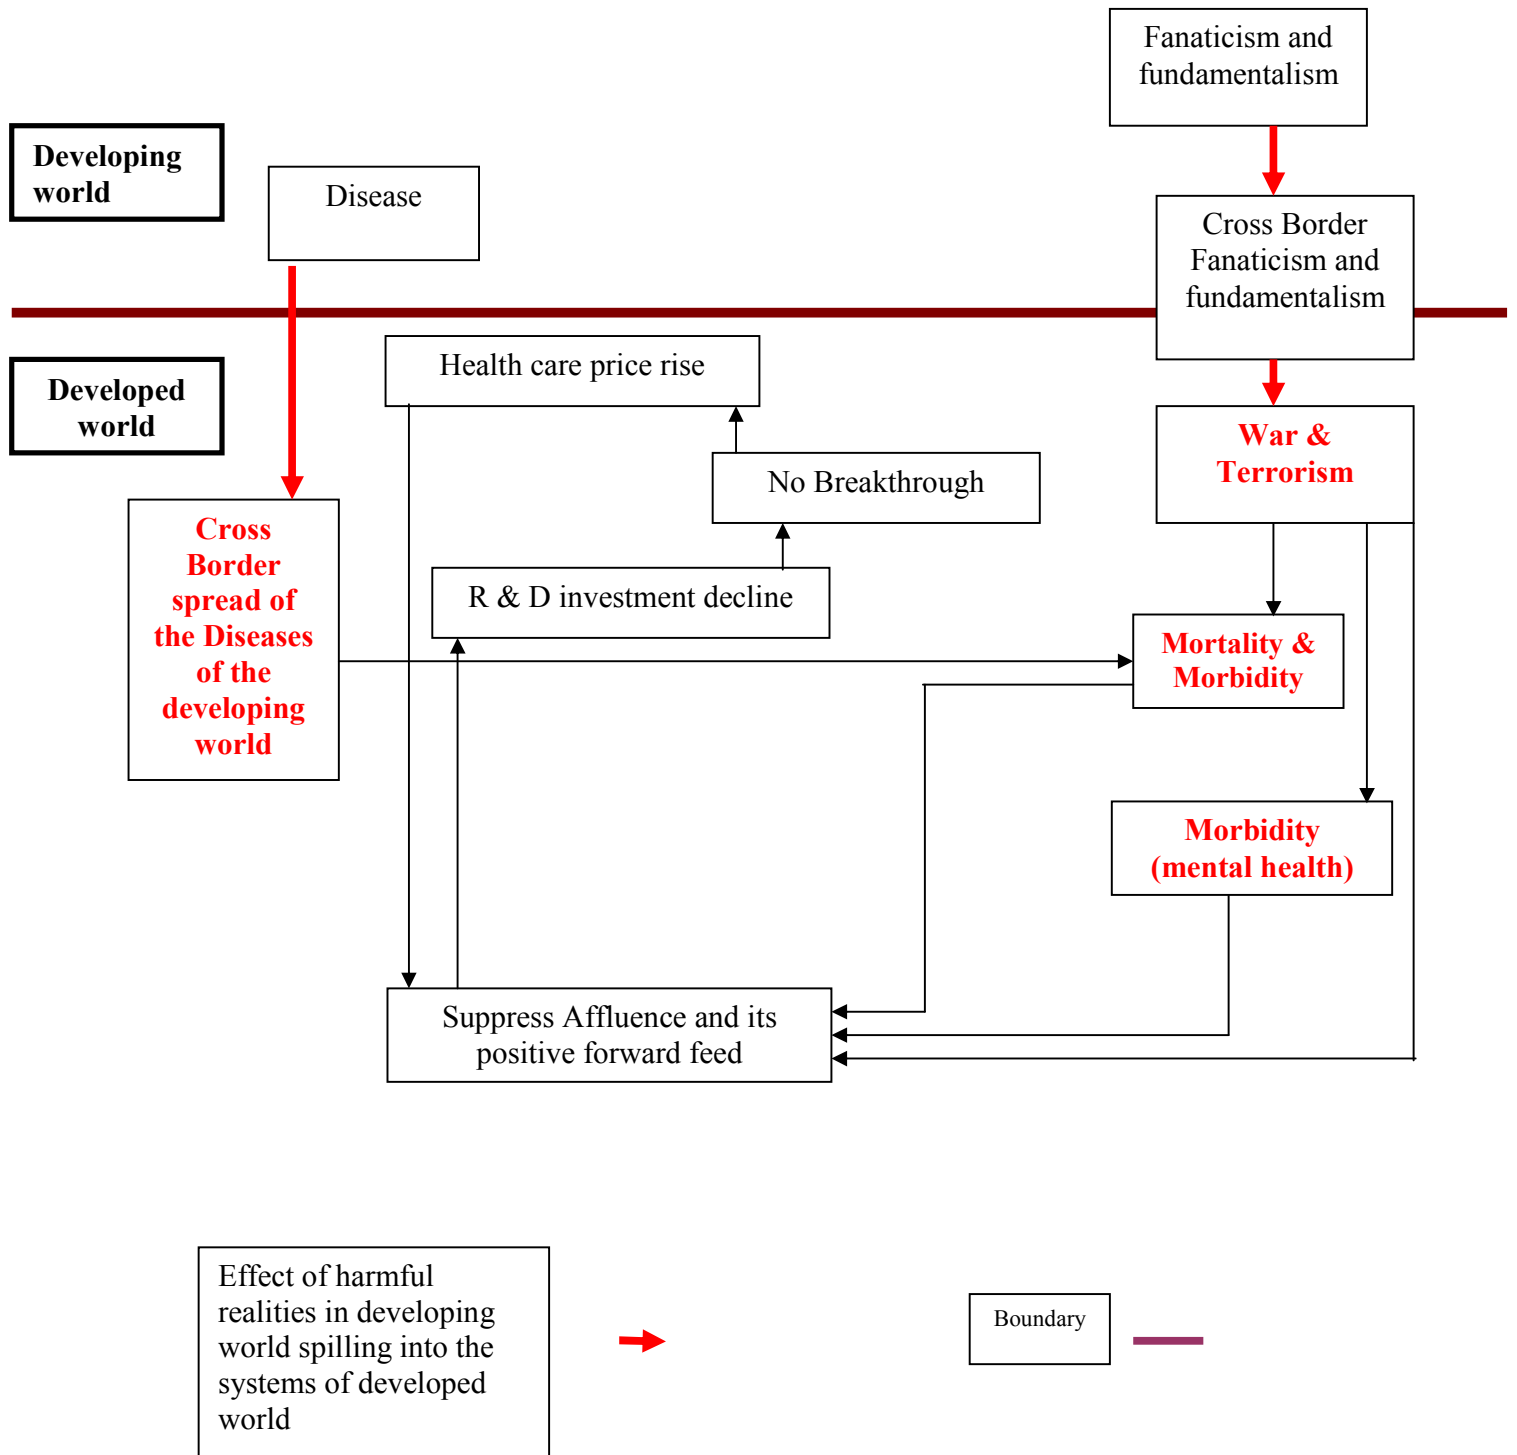 Fanaticism and
fundamentalism
Developing
world
Disease
Cross Border
Fanaticism and
fundamentalism
Developed
world
Health care price rise
War &
Terrorism
No Breakthrough
Cross
Border
spread of
the Diseases
of the
developing
world
R & D investment decline
Mortality &
Morbidity
Morbidity
(mental health)
Suppress Affluence and its
positive forward feed
Effect of harmful
realities in developing
world spilling into the
systems of developed
world
Boundary